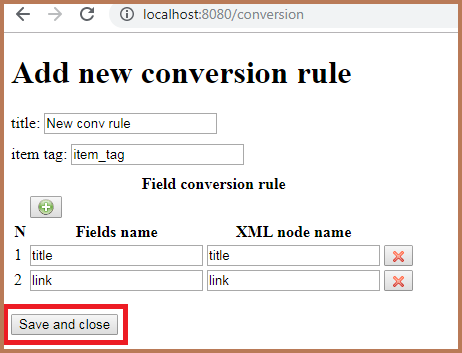 localhost:8080/conversion
Add new conversion rule
title: New conv rule
item tag: item_tag
Field conversion rule
N Fields name XML node name
1 title title
2 link link
Save and close